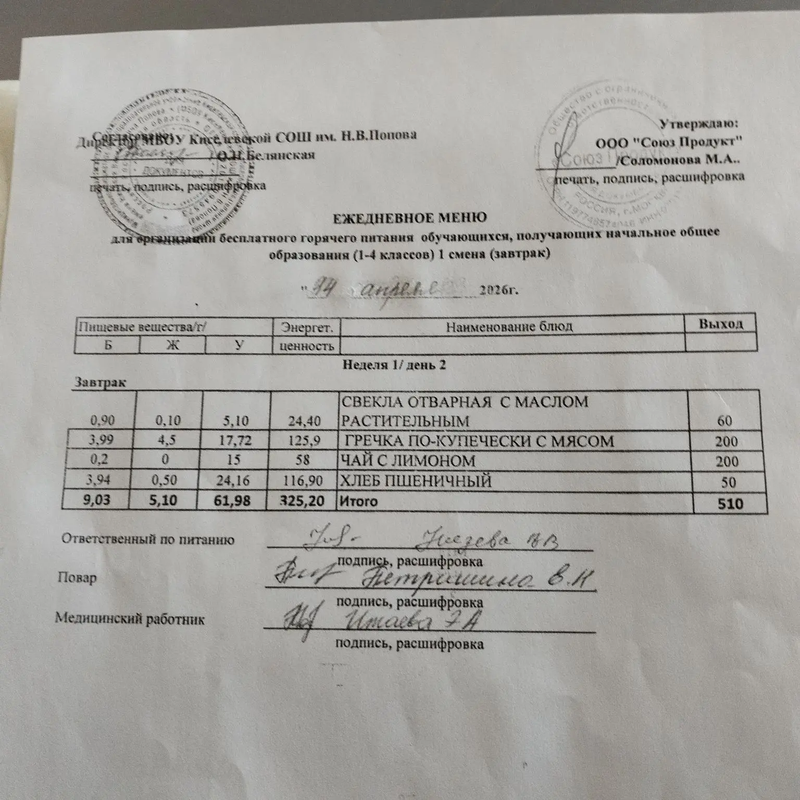 Согласовано
Директор МБОУ Киселевской СОШ им. Н.В.Попова
О.Н.Белянская
печать, подпись, расшифровка
Утверждаю:
ООО "Союз Продукт"
/Соломонова М.А..
печать, подпись, расшифровка
ЕЖЕДНЕВНОЕ МЕНЮ
для организации бесплатного горячего питания обучающихся, получающих начальное общее
образования (1-4 классов) 1 смена (завтрак)
"14 апреля 2026г.
Пищевые вещества/г/ Энергет. Наименование блюд Выход
Б Ж У ценность
Неделя 1/ день 2
Завтрак
СВЕКЛА ОТВАРНАЯ С МАСЛОМ
0,90 0,10 5,10 24,40 РАСТИТЕЛЬНЫМ 60
3,99 4,5 17,72 125,9 ГРЕЧКА ПО-КУПЕЧЕСКИ С МЯСОМ 200
0,2 0 15 58 ЧАЙ С ЛИМОНОМ 200
3,94 0,50 24,16 116,90 ХЛЕБ ПШЕНИЧНЫЙ 50
9,03 5,10 61,98 325,20 Итого 510
Ответственный по питанию
подпись, расшифровка
Повар Петришина В.К
подпись, расшифровка
Медицинский работник Итаева Э А
подпись, расшифровка